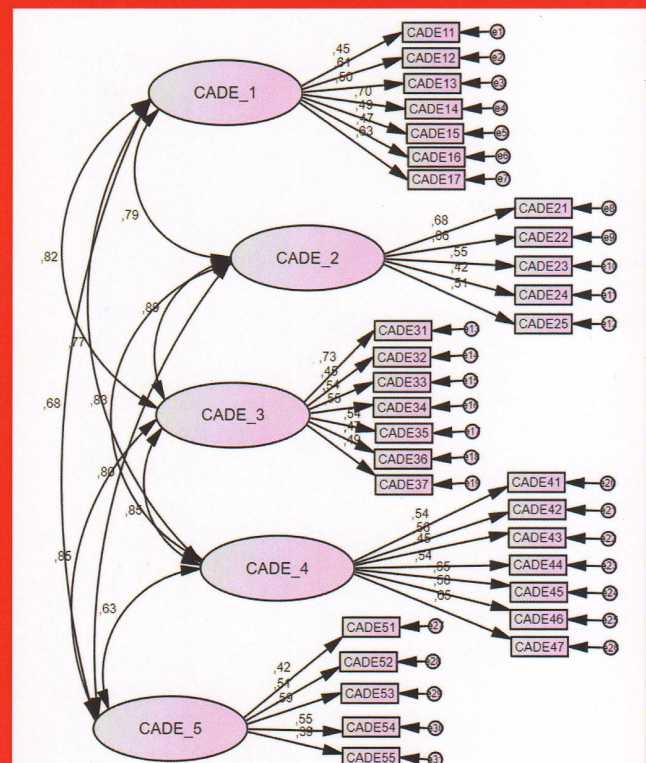 CADE_1
,45
,61
,50
,70
,49
,47
,63
CADE11
e1
CADE12
e2
CADE13
e3
CADE14
e4
CADE15
e5
CADE16
e6
CADE17
e7
,79
,82
CADE_2
,68
,66
,55
,42
,51
CADE21
e8
CADE22
e9
CADE23
CADE24
CADE25
,89
,77
,68
,83
CADE_3
,73
,45
,54
,55
,54
,47
,49
CADE31
CADE32
CADE33
CADE34
CADE35
CADE36
CADE37
,80
,85
,85
,63
CADE_4
,54
,56
,45
,54
,65
,58
,65
CADE41
CADE42
CADE43
CADE44
CADE45
CADE46
CADE47
CADE_5
,42
,51
,59
,55
,39
CADE51
CADE52
CADE53
CADE54
CADE55